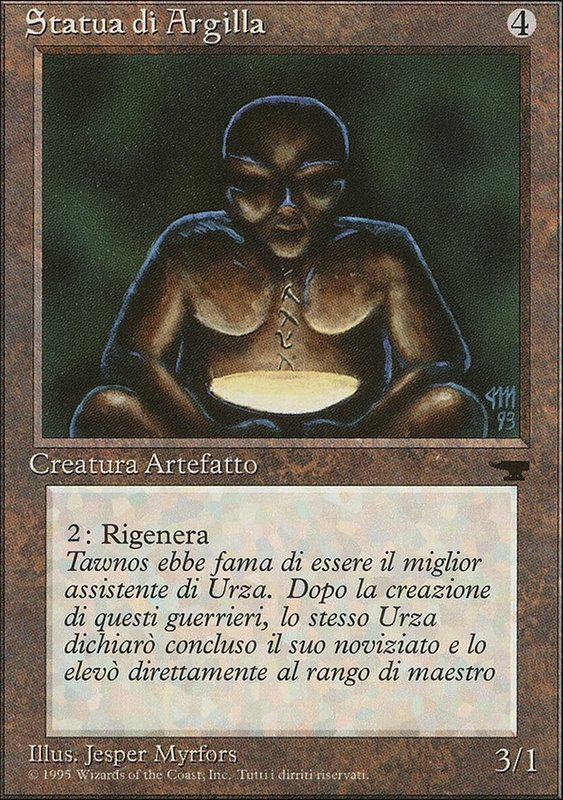 Statua di Argilla
4
93
Creatura Artefatto
2: Rigenera
Tawnos ebbe fama di essere il miglior
assistente di Urza. Dopo la creazione
di questi guerrieri, lo stesso Urza
dichiarò concluso il suo noviziato e lo
elevò direttamente al rango di maestro
Illus. Jesper Myrfors
3/1
© 1995 Wizards of the Coast, Inc. Tutti i dirriti riservati.